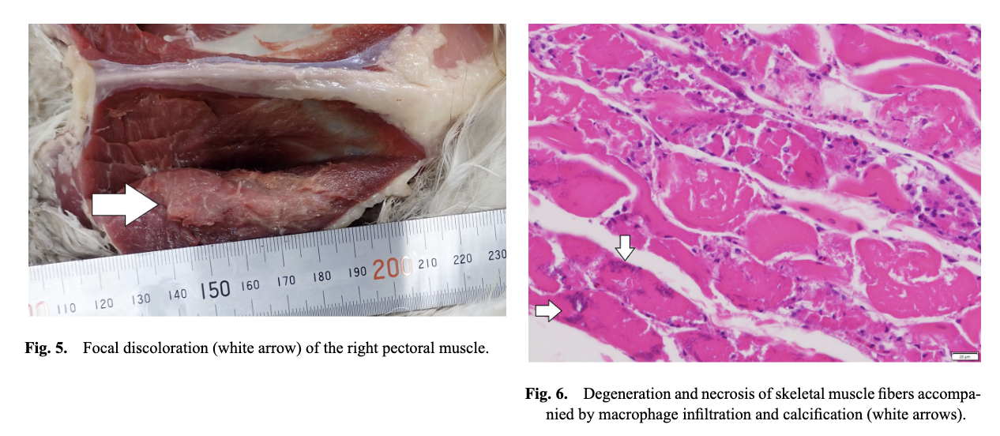 110 120 130 140 150 160 170 180 190 200 210 220 230
20 μm
Fig. 5. Focal discoloration (white arrow) of the right pectoral muscle.
Fig. 6. Degeneration and necrosis of skeletal muscle fibers accompa-
nied by macrophage infiltration and calcification (white arrows).